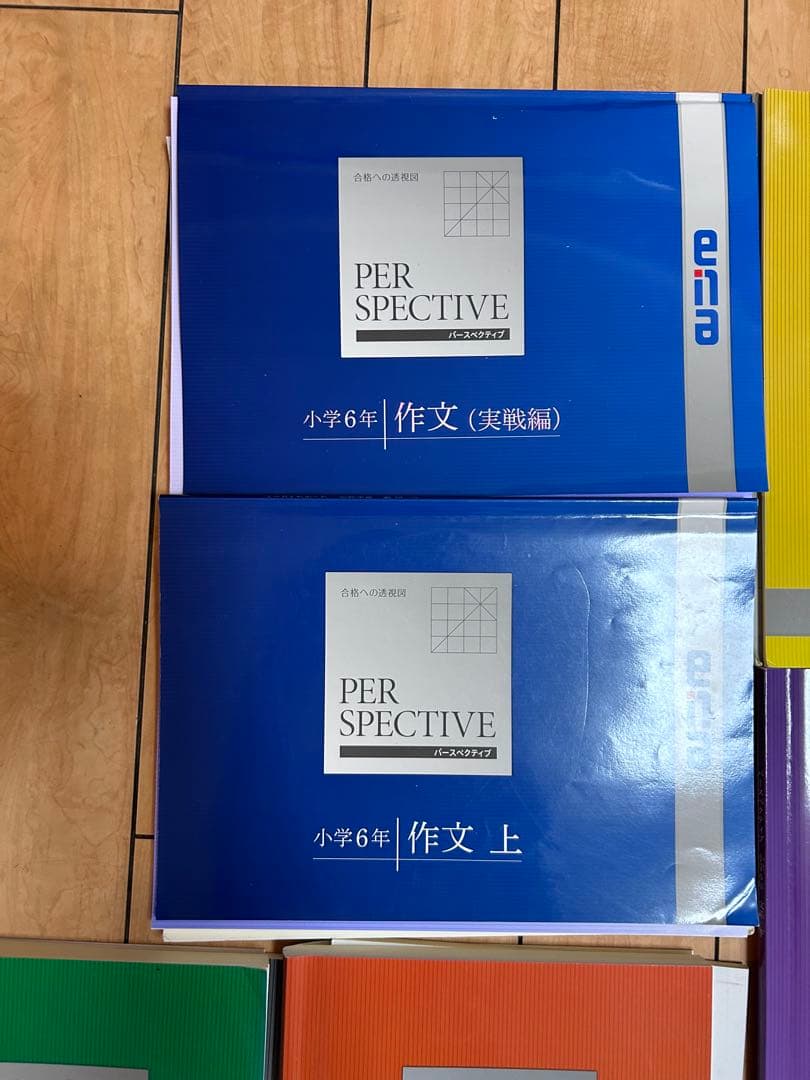 合格への透視図
PER
SPECTIVE
パースペクティブ
小学6年 作文 (実戦編)
ena
合格への透視図
PER
SPECTIVE
パースペクティブ
小学6年 作文 上
ena